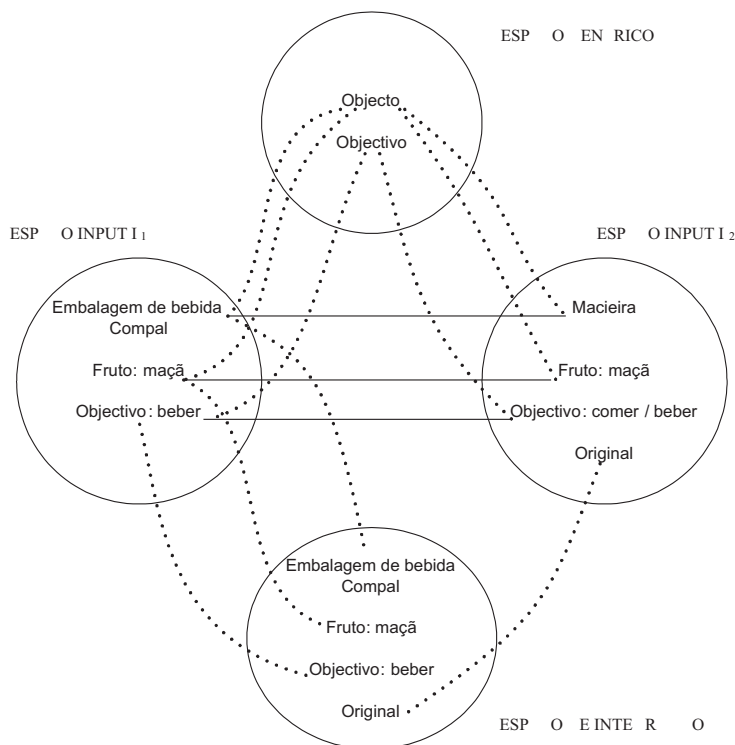 ESP O EN RICO
Objecto
Objectivo
ESP O INPUT I 1
ESP O INPUT I 2
Embalagem de bebida
Compal
Fruto: maçã
Objectivo: beber
Macieira
Fruto: maçã
Objectivo: comer / beber
Original
Embalagem de bebida
Compal
Fruto: maçã
Objectivo: beber
Original
ESP O E INTE R O